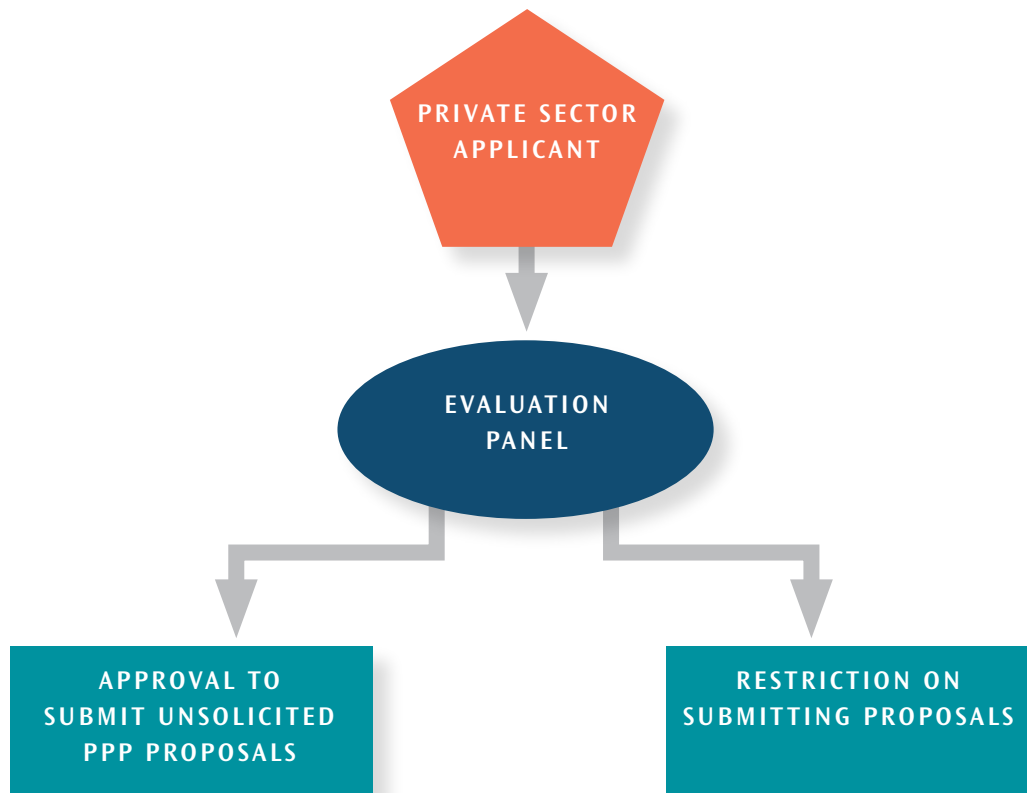 PRIVATE SECTOR
APPLICANT
EVALUATION
PANEL
APPROVAL TO
SUBMIT UNSOLICITED
PPP PROPOSALS
RESTRICTION ON
SUBMITTING PROPOSALS